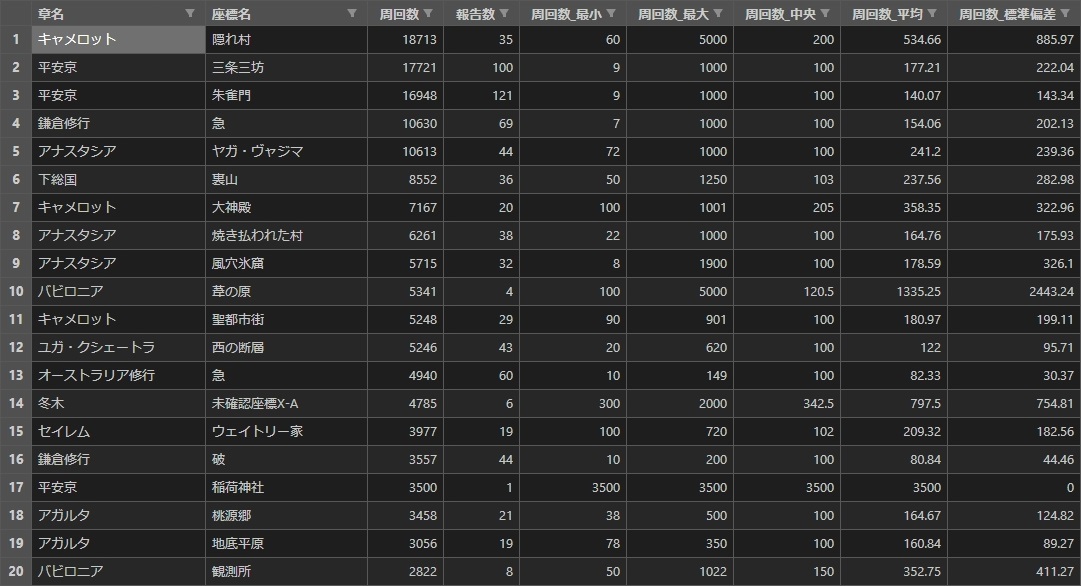 章名 座標名 周回数 報告数 周回数_最小 周回数_最大 周回数_中央 周回数_平均 周回数_標準偏差
1 キャメロット 隠れ村 18713 35 60 5000 200 534.66 885.97
2 平安京 三条三坊 17721 100 9 1000 100 177.21 222.04
3 平安京 朱雀門 16948 121 9 1000 100 140.07 143.34
4 鎌倉修行 急 10630 69 7 1000 100 154.06 202.13
5 アナスタシア ヤガ・ヴャジマ 10613 44 72 1000 100 241.2 239.36
6 下総国 裏山 8552 36 50 1250 103 237.56 282.98
7 キャメロット 大神殿 7167 20 100 1001 205 358.35 322.96
8 アナスタシア 焼き払われた村 6261 38 22 1000 100 164.76 175.93
9 アナスタシア 風穴氷窟 5715 32 8 1900 100 178.59 326.1
10 バビロニア 葦の原 5341 4 100 5000 120.5 1335.25 2443.24
11 キャメロット 聖都市街 5248 29 90 901 100 180.97 199.11
12 ユガ・クシェートラ 西の断層 5246 43 20 620 100 122 95.71
13 オーストラリア修行 急 4940 60 10 149 100 82.33 30.37
14 冬木 未確認座標X-A 4785 6 300 2000 342.5 797.5 754.81
15 セイレム ウェイトリー家 3977 19 100 720 102 209.32 182.56
16 鎌倉修行 破 3557 44 10 200 100 80.84 44.46
17 平安京 稲荷神社 3500 1 3500 3500 3500 3500 0
18 アガルタ 桃源郷 3458 21 38 500 100 164.67 124.82
19 アガルタ 地底平原 3056 19 78 350 100 160.84 89.27
20 バビロニア 観測所 2822 8 50 1022 150 352.75 411.27